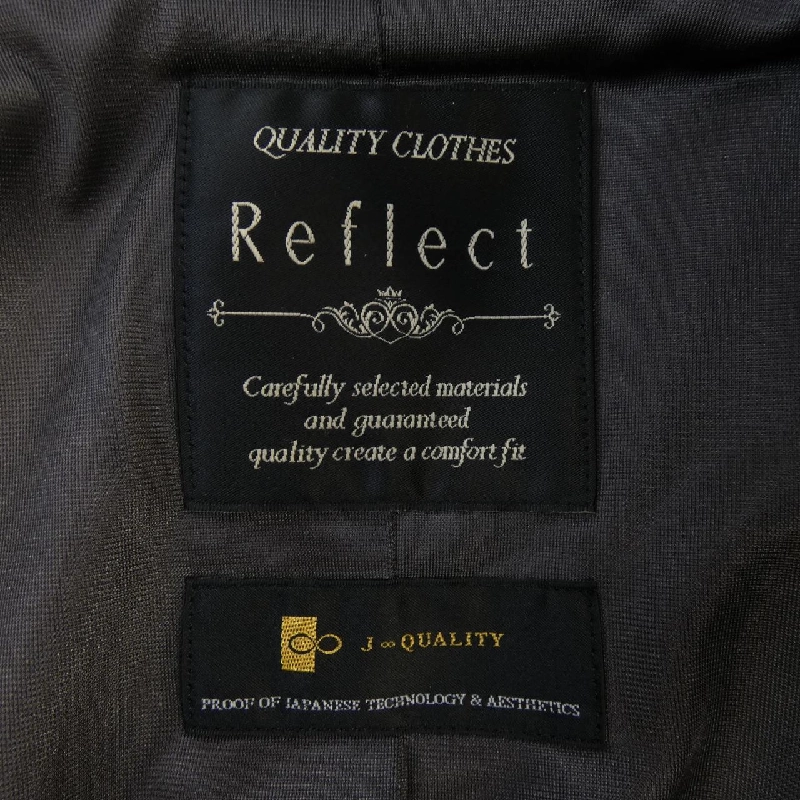 QUALITY CLOTHES
Reflect
Carefully selected materials
and guaranteed
quality create a comfort fit
J∞QUALITY
PROOF OF JAPANESE TECHNOLOGY & AESTHETICS